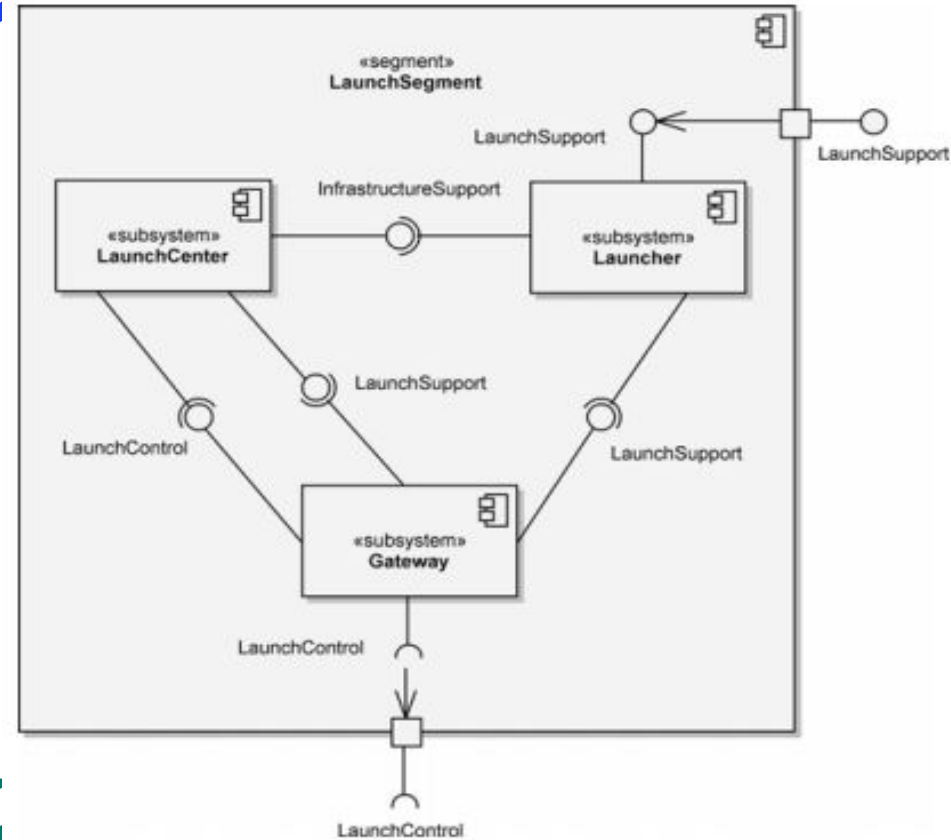 «segment»
LaunchSegment
LaunchSupport
LaunchSupport
InfrastructureSupport
«subsystem»
LaunchCenter
«subsystem»
Launcher
LaunchSupport
LaunchControl
LaunchSupport
«subsystem»
Gateway
LaunchControl
LaunchControl